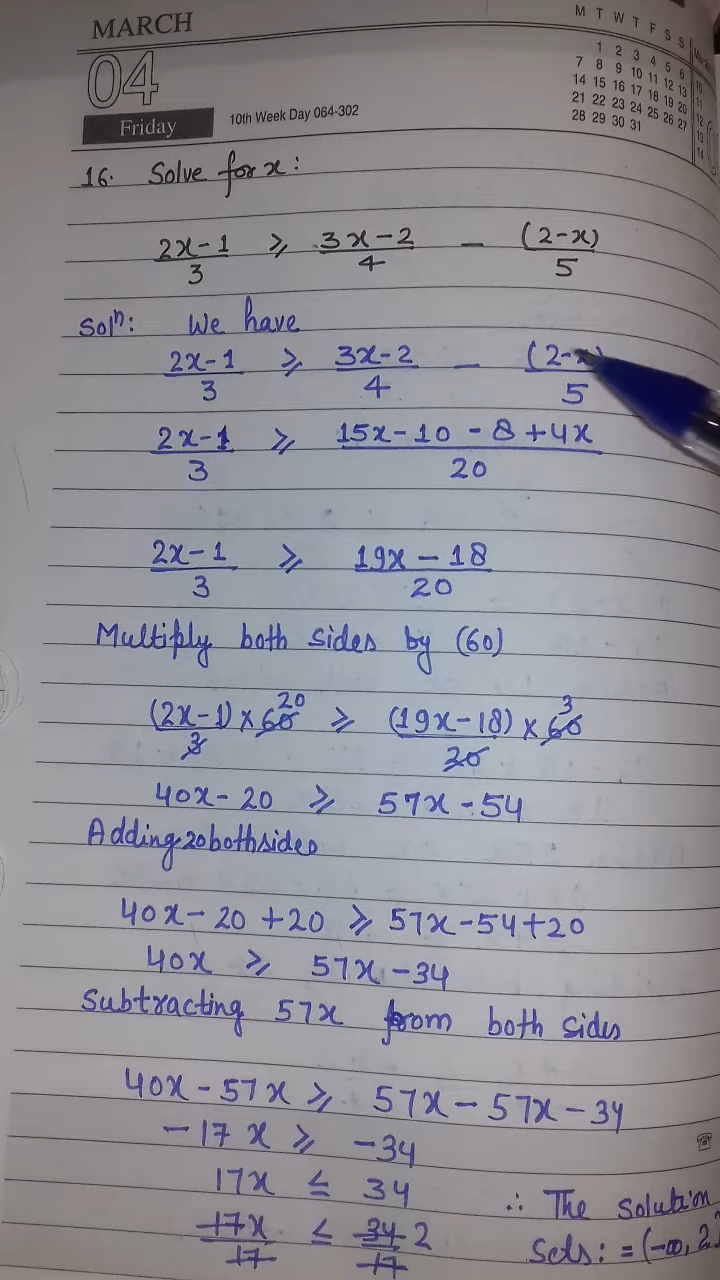 MARCH
04
Friday
10th Week Day 064-302
M T W T F S S
1 2 3 4 5 6
7 8 9 10 11 12 13
14 15 16 17 18 19 20
21 22 23 24 25 26 27
28 29 30 31
16. Solve for x:
(2x-1)/3 ⩾ (3x-2)/4 - (2-x)/5
Solⁿ: We have
(2x-1)/3 ⩾ (3x-2)/4 - (2-x)/5
(2x-1)/3 ⩾ (15x-10-8+4x)/20
(2x-1)/3 ⩾ (19x-18)/20
Multiply both sides by (60)
(2x-1)/3 × 60 20 ⩾ (19x-18)/20 × 60 3
40x-20 ⩾ 57x-54
Adding 20 both sides
40x-20+20 ⩾ 57x-54+20
40x ⩾ 57x-34
Subtracting 57x from both sides
40x-57x ⩾ 57x-57x-34
-17x ⩾ -34
17x ≤ 34
17x/17 ≤ 34/17 2
∴ The solution
Sets: = (-∞, 2]